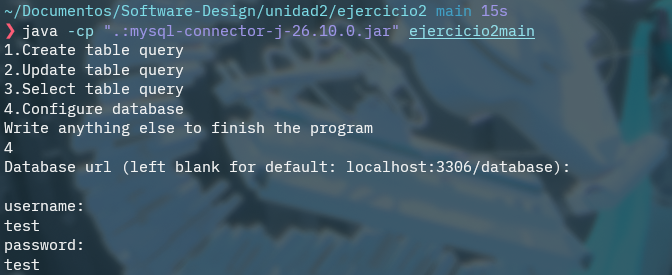 ~/Documentos/Software-Design/unidad2/ejercicio2 main 15s
❯ java -cp ".:mysql-connector-j-26.10.0.jar" ejercicio2main
1.Create table query
2.Update table query
3.Select table query
4.Configure database
Write anything else to finish the program
4
Database url (left blank for default: localhost:3306/database):

username:
test
password:
test